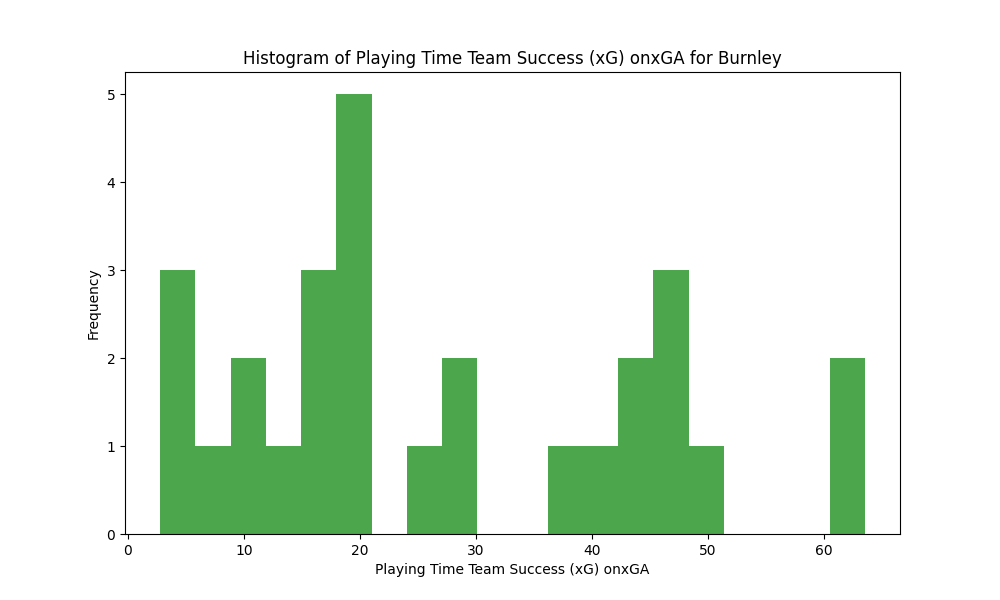 Histogram of Playing Time Team Success (xG) onxGA for Burnley
5
4
3
2
1
0
Frequency
0 10 20 30 40 50 60
Playing Time Team Success (xG) onxGA